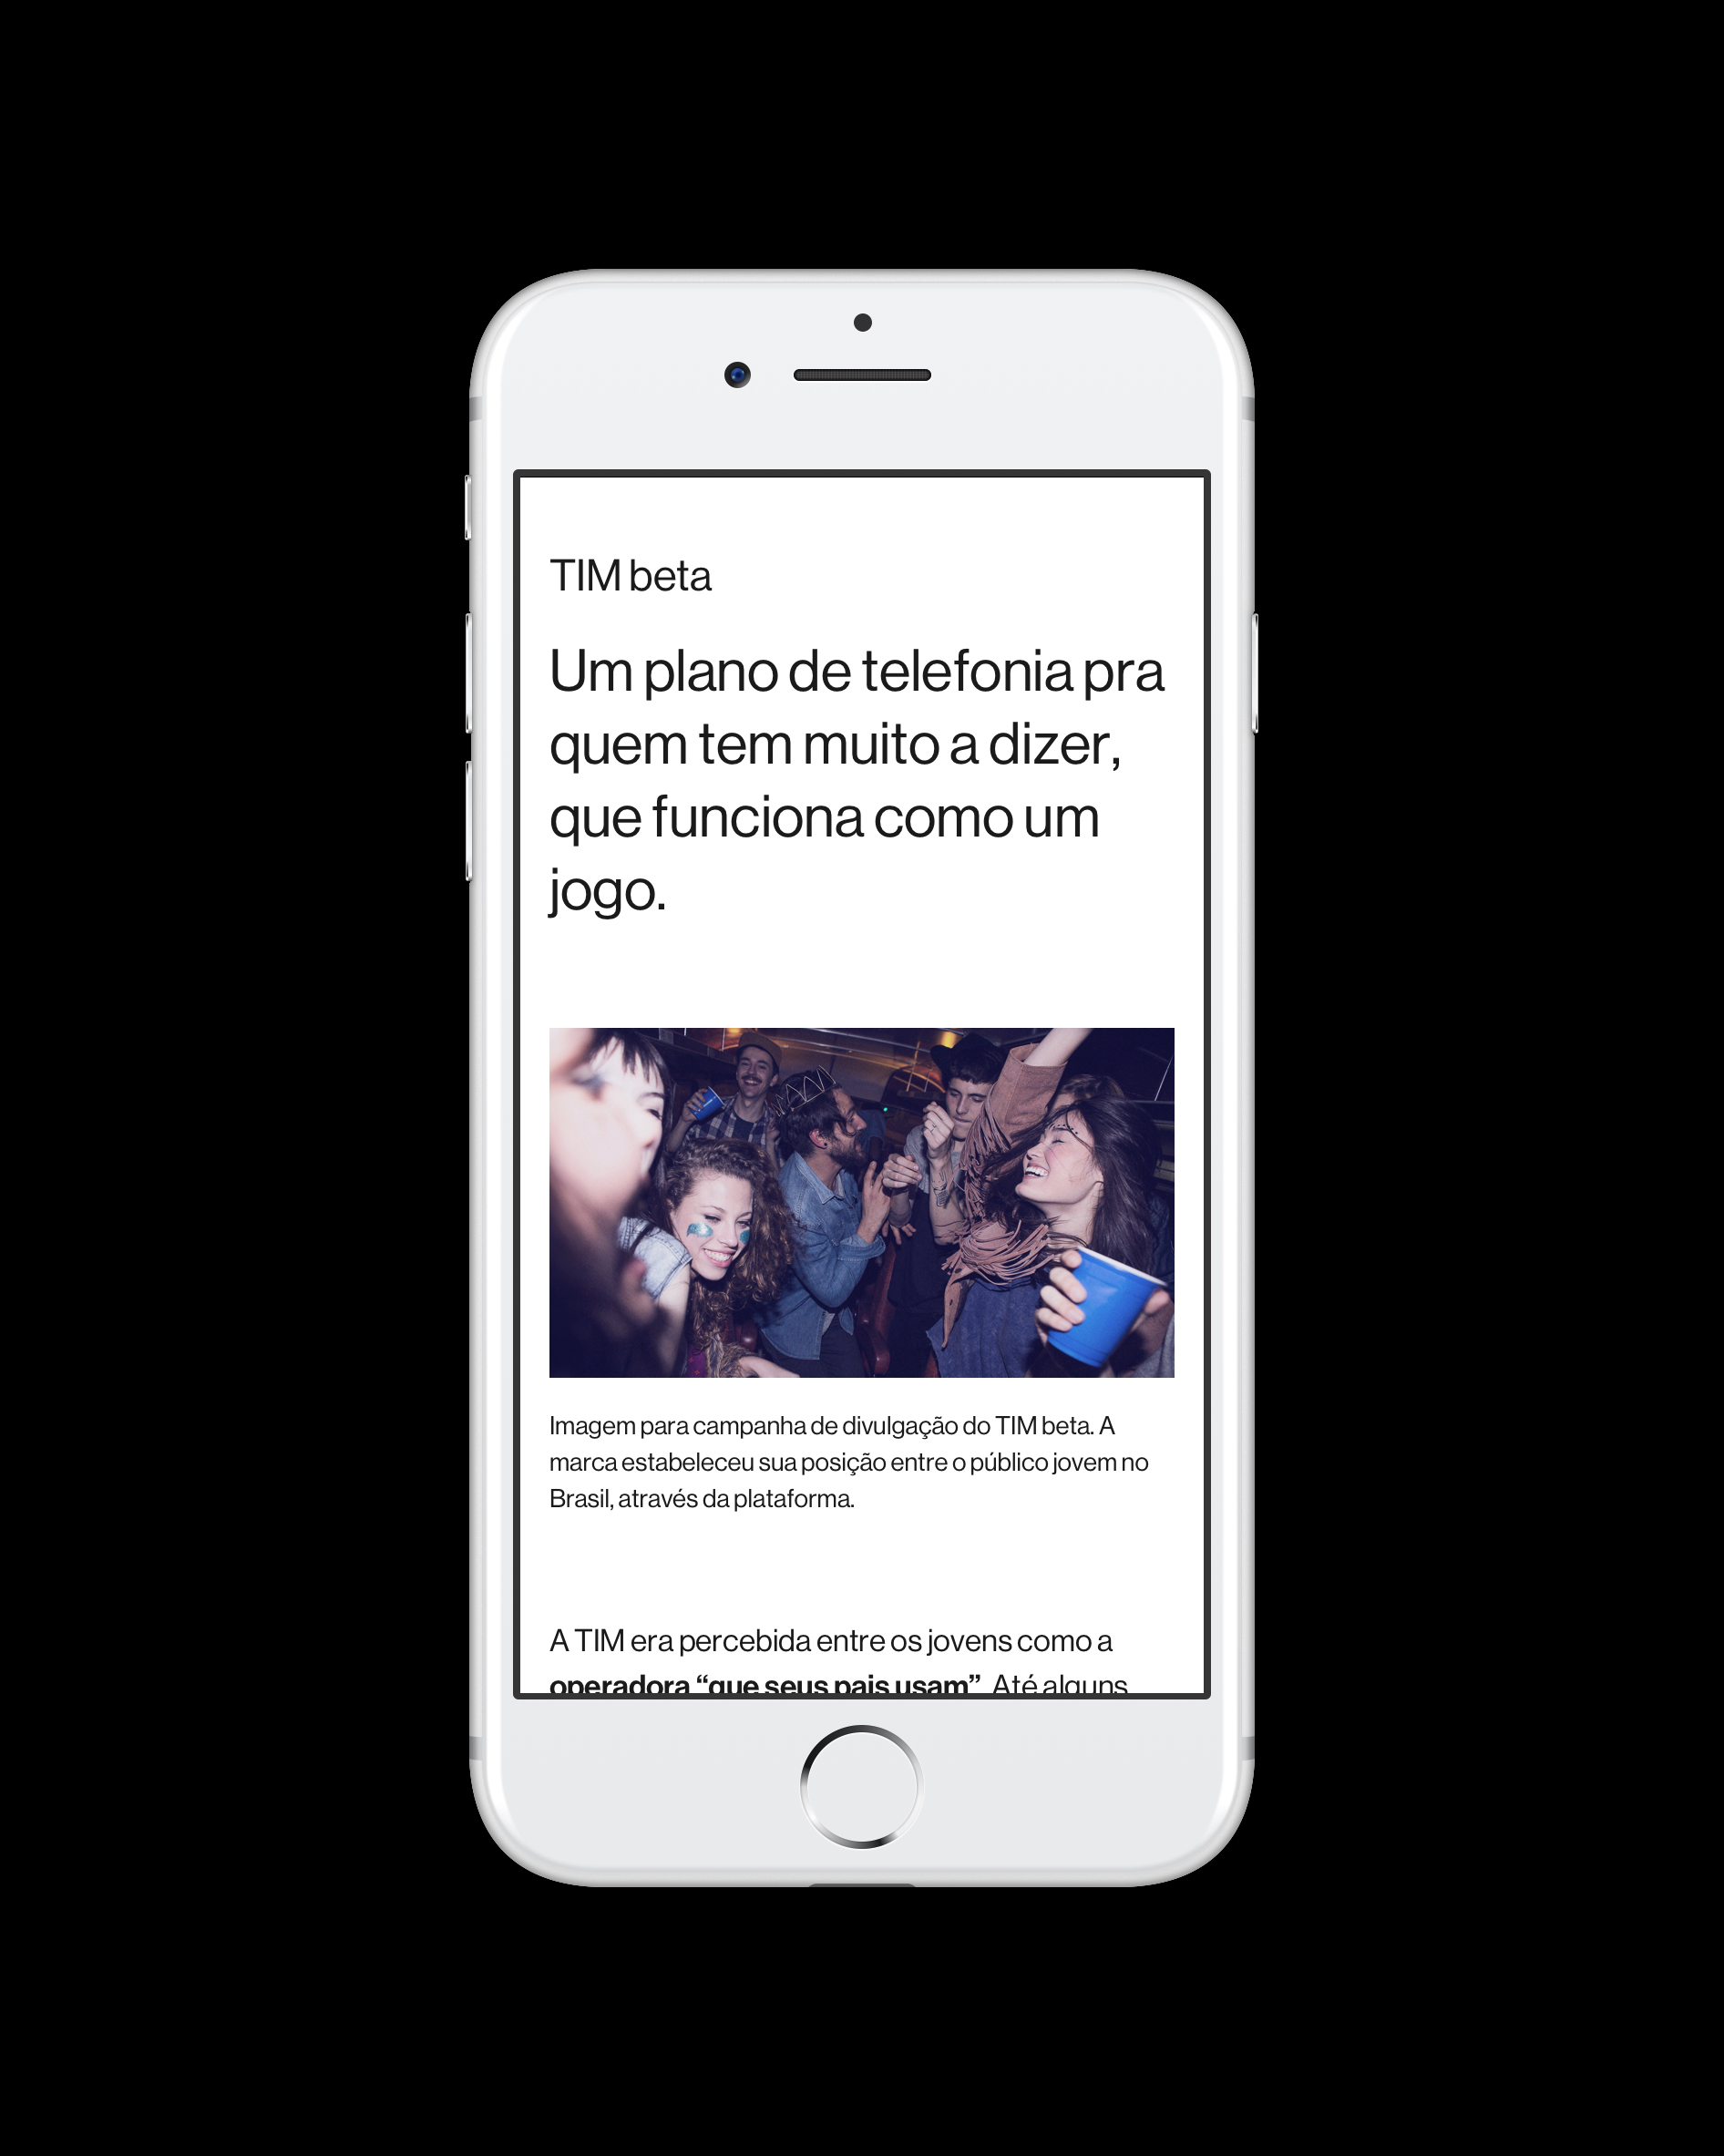 TIM beta
Um plano de telefonia pra
quem tem muito a dizer,
que funciona como um
jogo.
Imagem para campanha de divulgação do TIM beta. A
marca estabeleceu sua posição entre o público jovem no
Brasil, através da plataforma.
A TIM era percebida entre os jovens como a
operadora “que seus pais usam” Até alguns